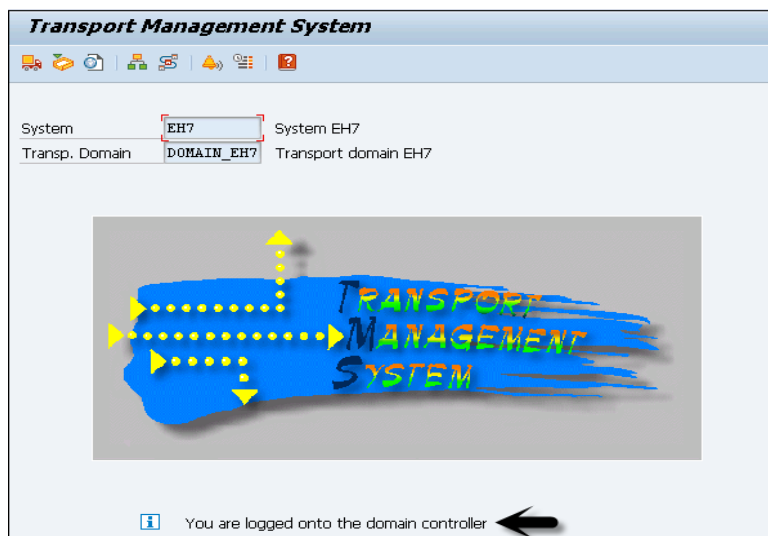 Transport Management System
System EH7 System EH7
Transp. Domain DOMAIN_EH7 Transport domain EH7
TRANSPORT
MANAGEMENT
SYSTEM
You are logged onto the domain controller